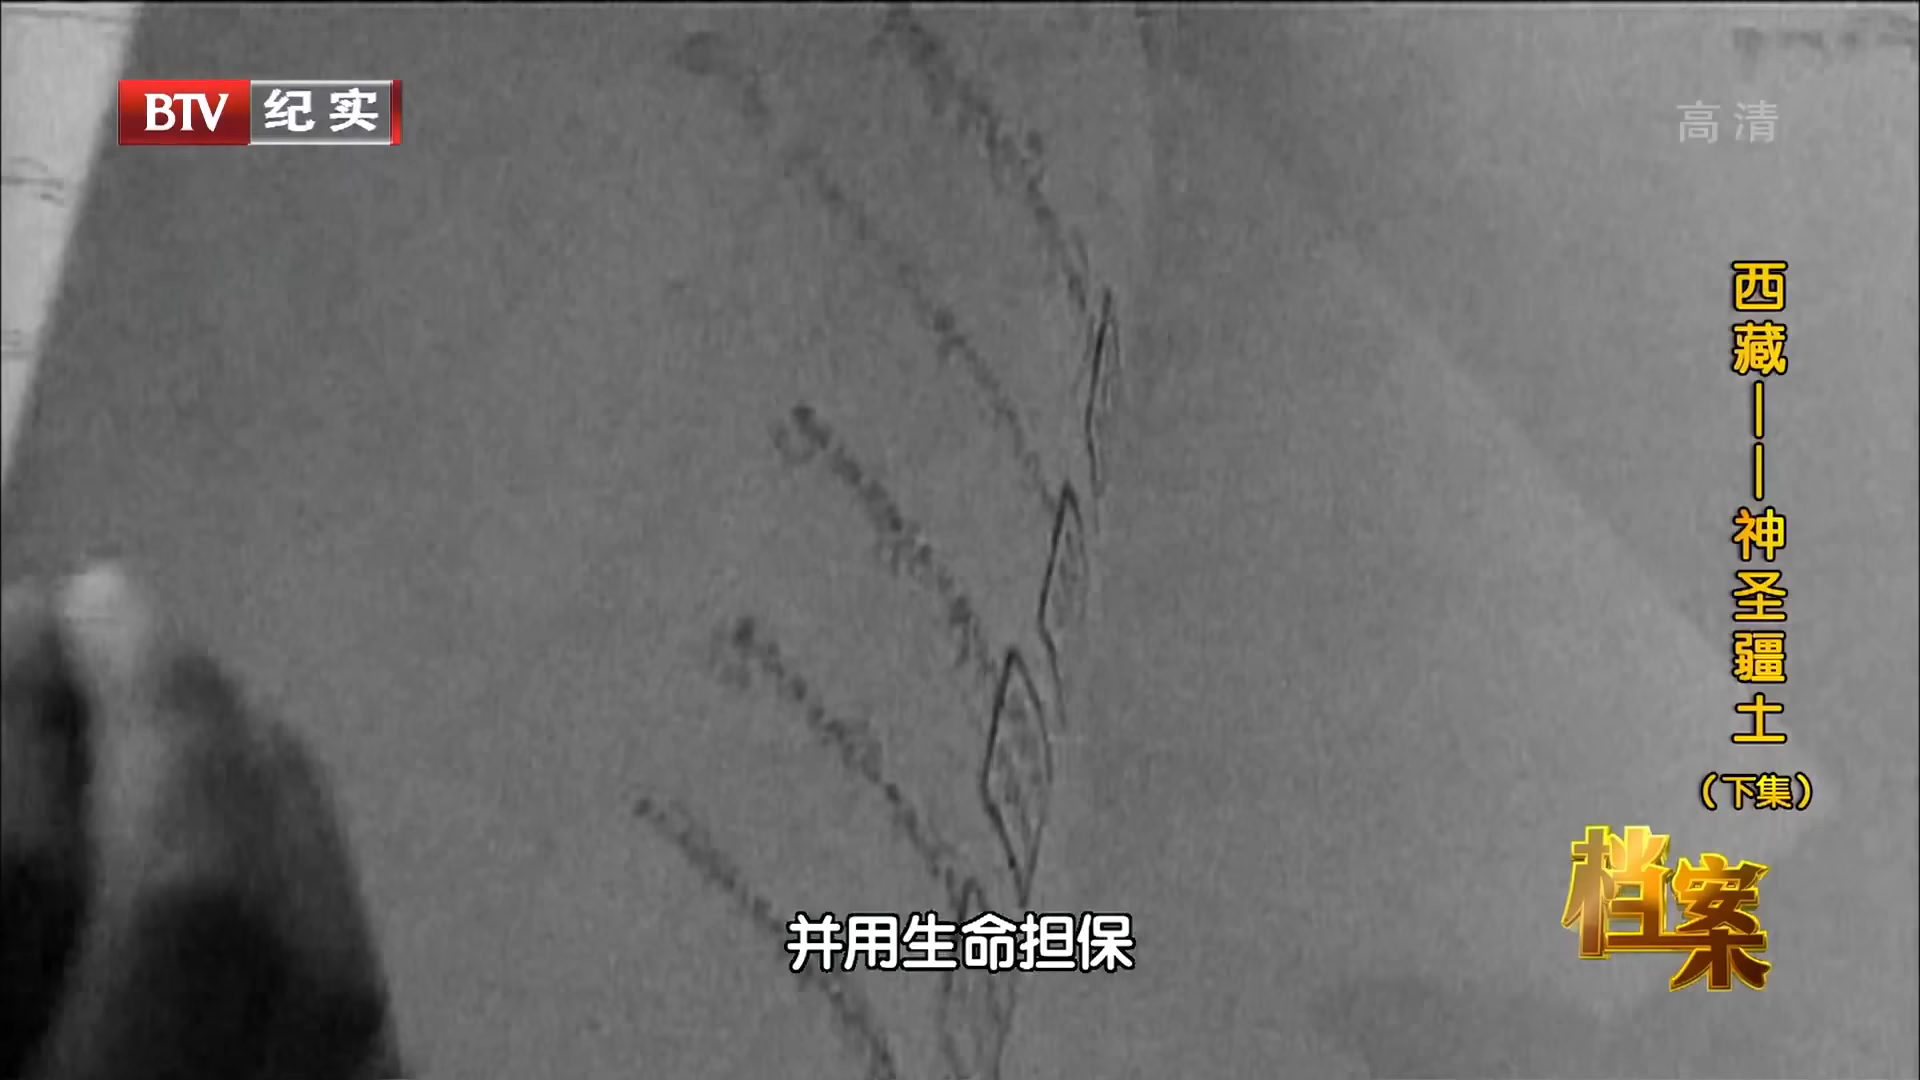 BTV 纪实
高清
西藏——神圣疆土
（下集）
档案
并用生命担保